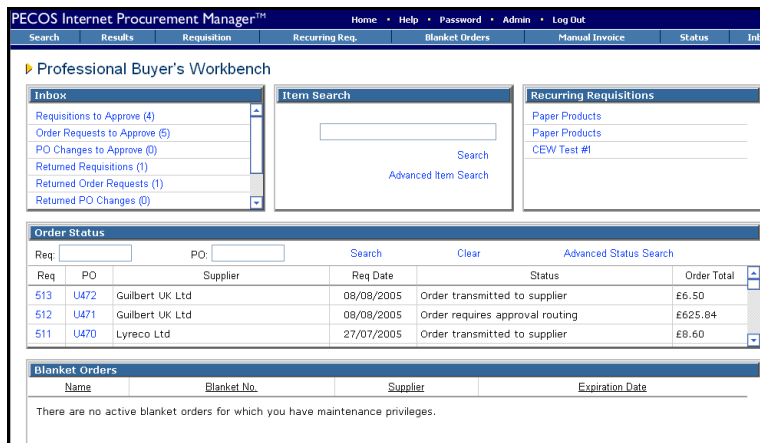 PECOS Internet Procurement Manager™ Home • Help • Password • Admin • Log Out
Search Results Requisition Recurring Req. Blanket Orders Manual Invoice Status
Professional Buyer's Workbench
Inbox
Requisitions to Approve (4)
Order Requests to Approve (5)
PO Changes to Approve (0)
Returned Requisitions (1)
Returned Order Requests (1)
Returned PO Changes (0)
Item Search
Search
Advanced Item Search
Recurring Requisitions
Paper Products
Paper Products
CEW Test #1
Order Status
Req: PO: Search Clear Advanced Status Search
Req PO Supplier Req Date Status Order Total
513 U472 Guilbert UK Ltd 08/08/2005 Order transmitted to supplier £6.50
512 U471 Guilbert UK Ltd 08/08/2005 Order requires approval routing £625.84
511 U470 Lyreco Ltd 27/07/2005 Order transmitted to supplier £8.60
Blanket Orders
Name Blanket No. Supplier Expiration Date
There are no active blanket orders for which you have maintenance privileges.